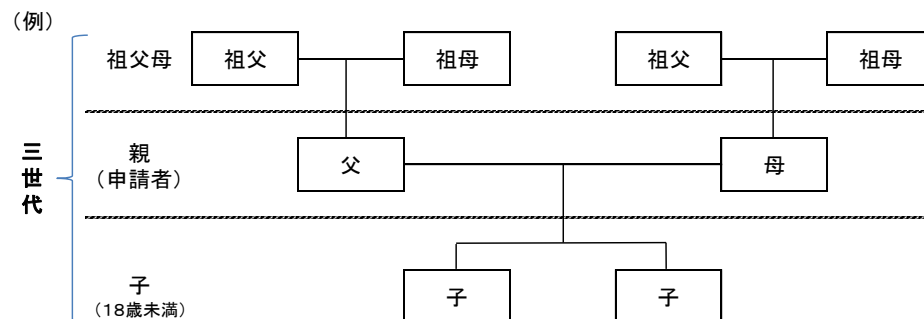 （例）
祖父母 祖父 祖母 祖父 祖母
三世代
親
（申請者）
父 母
子
（18歳未満）
子 子